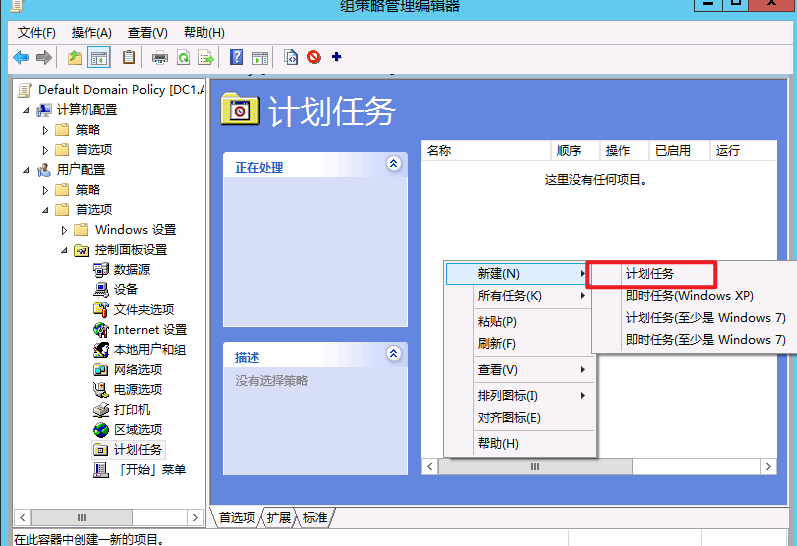 组策略管理编辑器
文件(F) 操作(A) 查看(V) 帮助(H)
Default Domain Policy [DC1.A
计算机配置
策略
首选项
用户配置
策略
首选项
Windows 设置
控制面板设置
数据源
设备
文件夹选项
Internet 设置
本地用户和组
网络选项
电源选项
打印机
区域选项
计划任务
「开始」菜单
计划任务
正在处理
描述
没有选择策略
名称 顺序 操作 已启用 运行
这里没有任何项目。
新建(N)
所有任务(K)
粘贴(P)
刷新(F)
查看(V)
排列图标(I)
对齐图标(E)
帮助(H)
计划任务
即时任务(Windows XP)
计划任务(至少是 Windows 7)
即时任务(至少是 Windows 7)
首选项 扩展 标准
在此容器中创建一新的项目。